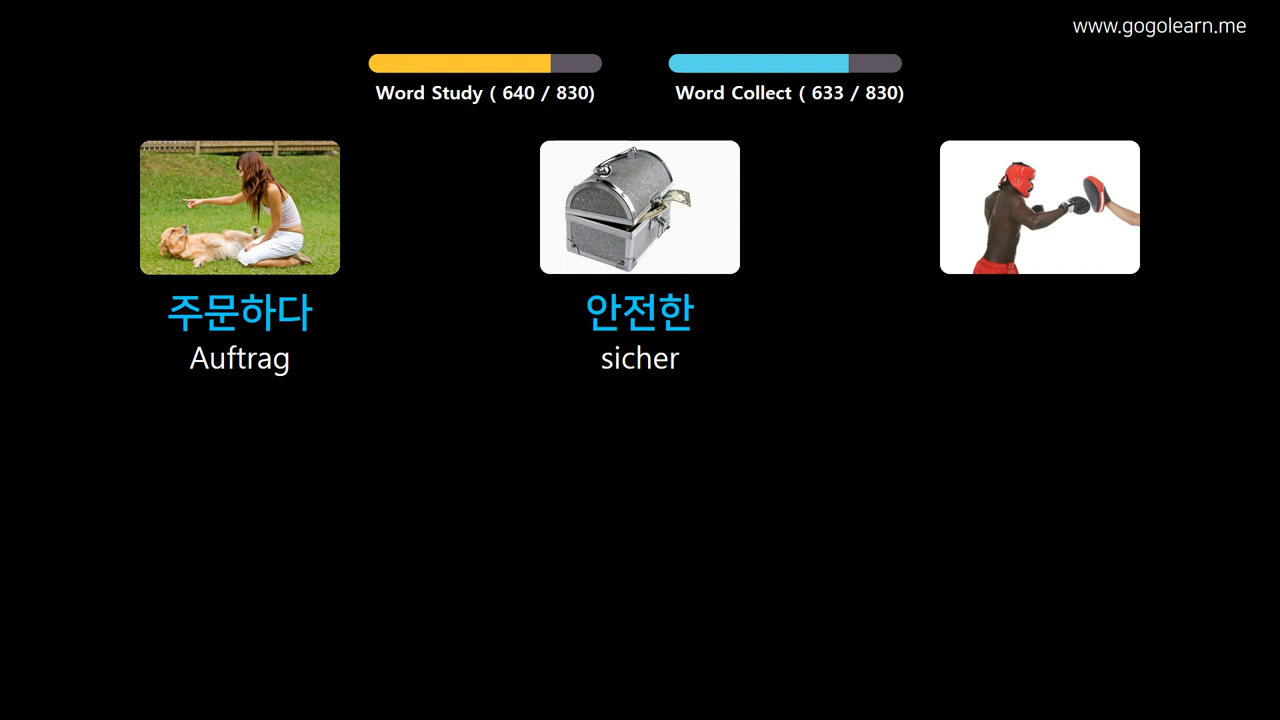 www.gogolearn.me
Word Study ( 640 / 830)
Word Collect ( 633 / 830)
주문하다
Auftrag
안전한
sicher